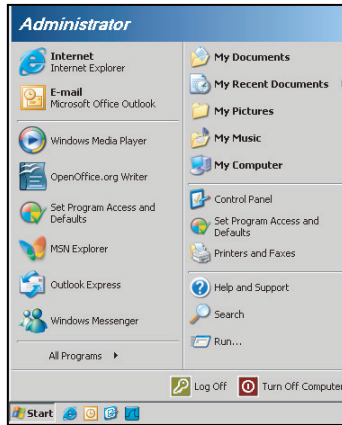 Administrator
Internet
Internet Explorer
E-mail
Microsoft Office Outlook
Windows Media Player
OpenOffice.org Writer
Set Program Access and
Defaults
MSN Explorer
Outlook Express
Windows Messenger
All Programs
My Documents
My Recent Documents
My Pictures
My Music
My Computer
Control Panel
Set Program Access and
Defaults
Printers and Faxes
Help and Support
Search
Run...
Log Off
Turn Off Computer
Start